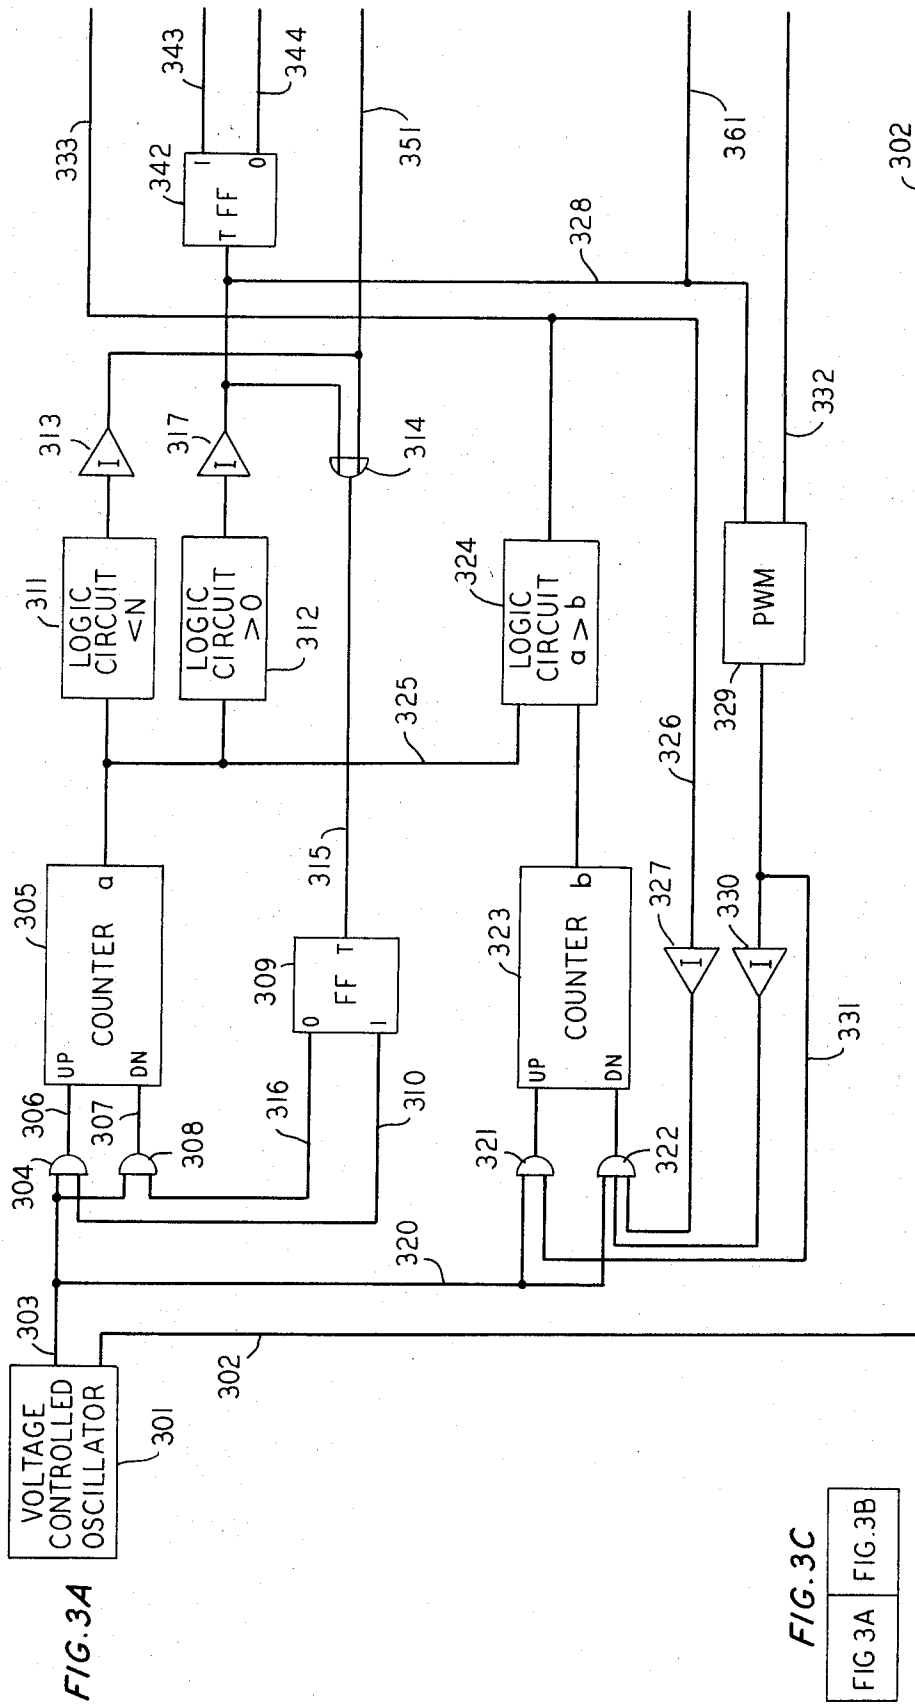 FIG.3A
VOLTAGE
CONTROLLED
OSCILLATOR
301
302
303
304
306
307
308
UP
DN
COUNTER
a
305
309
0
1
FF
T
310
316
315
LOGIC
CIRCUIT
<N
311
LOGIC
CIRCUIT
>0
312
I
313
I
317
314
T FF
1
0
342
343
344
333
351
320
321
322
UP
DN
COUNTER
b
323
LOGIC
CIRCUIT
a>b
324
325
326
I
327
I
330
331
PWM
329
328
332
361
302
FIG.3C
FIG 3A
FIG.3B